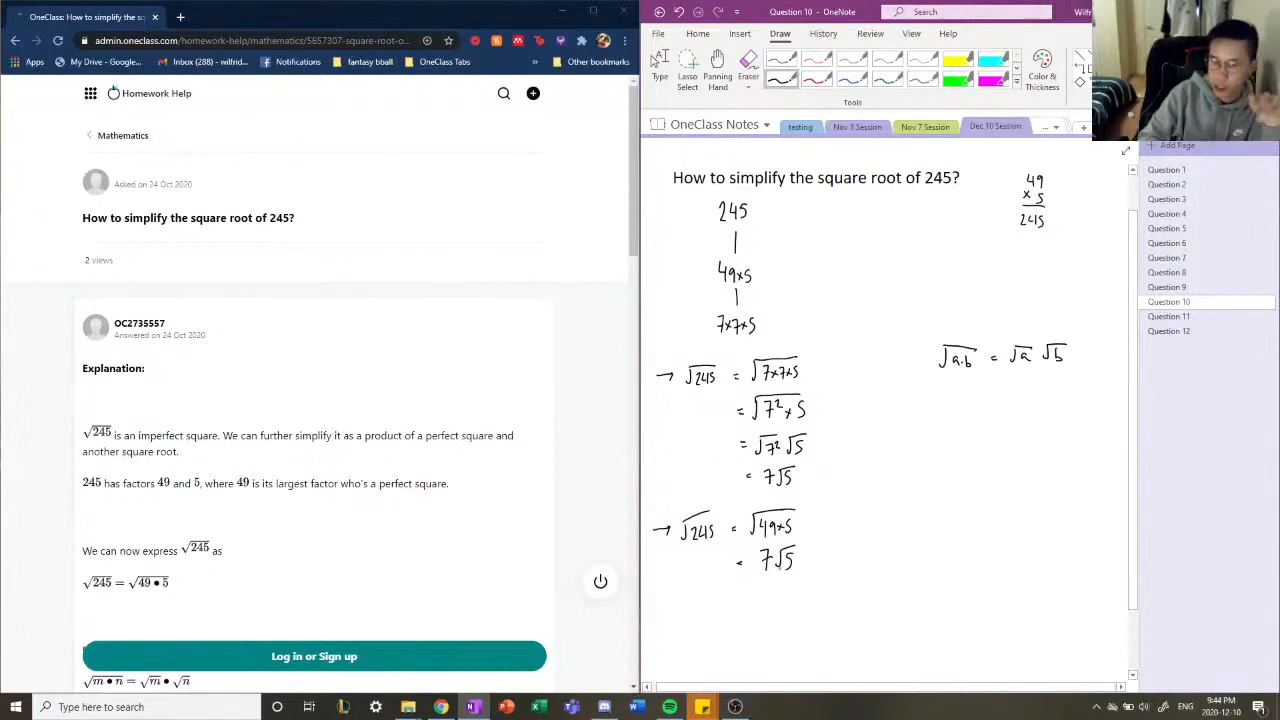 OneClass: How to simplify the sq
Question 10 - OneNote
Search
Wilfr
admin.oneclass.com/homework-help/mathematics/5657307-square-root-o...
File
Home
Insert
Draw
History
Review
View
Help
Apps
My Drive - Google...
Inbox (288) - wilfrid...
Notifications
fantasy bball
OneClass Tabs
»
Other bookmarks
Type
Lasso Select
Panning Hand
Eraser
Color & Thickness
Tools
Homework Help
OneClass Notes
testing
Nov 5 Session
Nov 7 Session
Dec 10 Session
...
Mathematics
Add Page
Asked on 24 Oct 2020
How to simplify the square root of 245?
2 views
OC2735557
Answered on 24 Oct 2020
Explanation:
√245 is an imperfect square. We can further simplify it as a product of a perfect square and
another square root.
245 has factors 49 and 5, where 49 is its largest factor who's a perfect square.
We can now express √245 as
√245 = √49 • 5
Log in or Sign up
√m • n = √m • √n
How to simplify the square root of 245?
245
49×5
7×7×5
→ √245 = √7×7×5
= √7² × 5
= √7² √5
= 7√5
→ √245 = √49×5
= 7√5
49
× 5
245
√a·b = √a √b
Question 1
Question 2
Question 3
Question 4
Question 5
Question 6
Question 7
Question 8
Question 9
Question 10
Question 11
Question 12
Type here to search
ENG
9:44 PM
2020-12-10